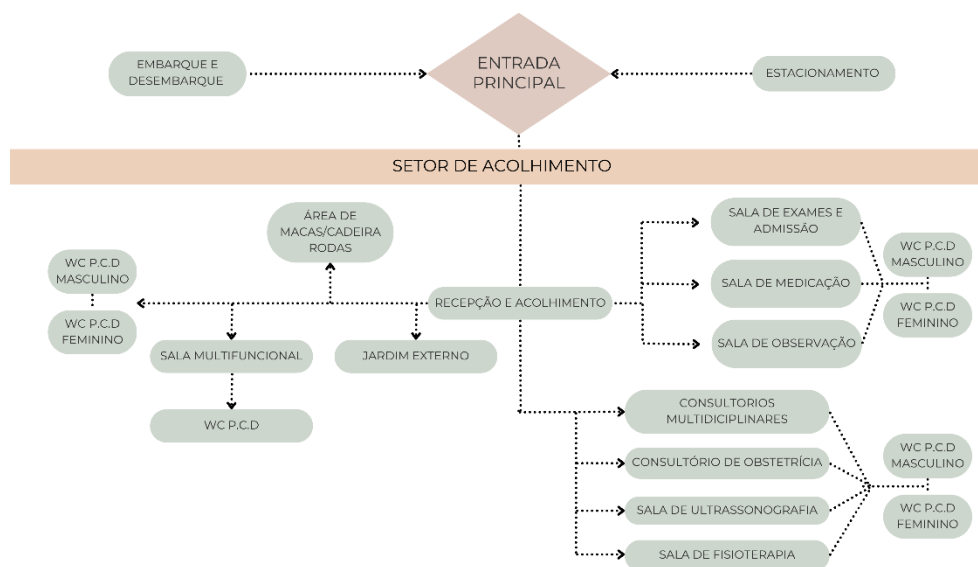 EMBARQUE E
DESEMBARQUE
ENTRADA
PRINCIPAL
ESTACIONAMENTO
SETOR DE ACOLHIMENTO
ÁREA DE
MACAS/CADEIRA
RODAS
WC P.C.D
MASCULINO
WC P.C.D
FEMININO
SALA MULTIFUNCIONAL
WC P.C.D
JARDIM EXTERNO
RECEPÇÃO E ACOLHIMENTO
SALA DE EXAMES E
ADMISSÃO
SALA DE MEDICAÇÃO
SALA DE OBSERVAÇÃO
WC P.C.D
MASCULINO
WC P.C.D
FEMININO
CONSULTORIOS
MULTIDICIPLINARES
CONSULTÓRIO DE OBSTETRÍCIA
SALA DE ULTRASSONOGRAFIA
SALA DE FISIOTERAPIA
WC P.C.D
MASCULINO
WC P.C.D
FEMININO